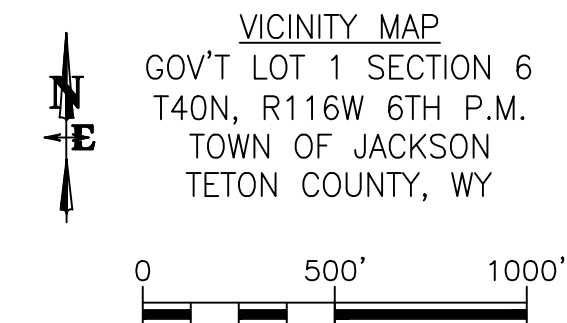 VICINITY MAP
GOV'T LOT 1 SECTION 6
T40N, R116W 6TH P.M.
TOWN OF JACKSON
TETON COUNTY, WY
N
E
0 500' 1000'